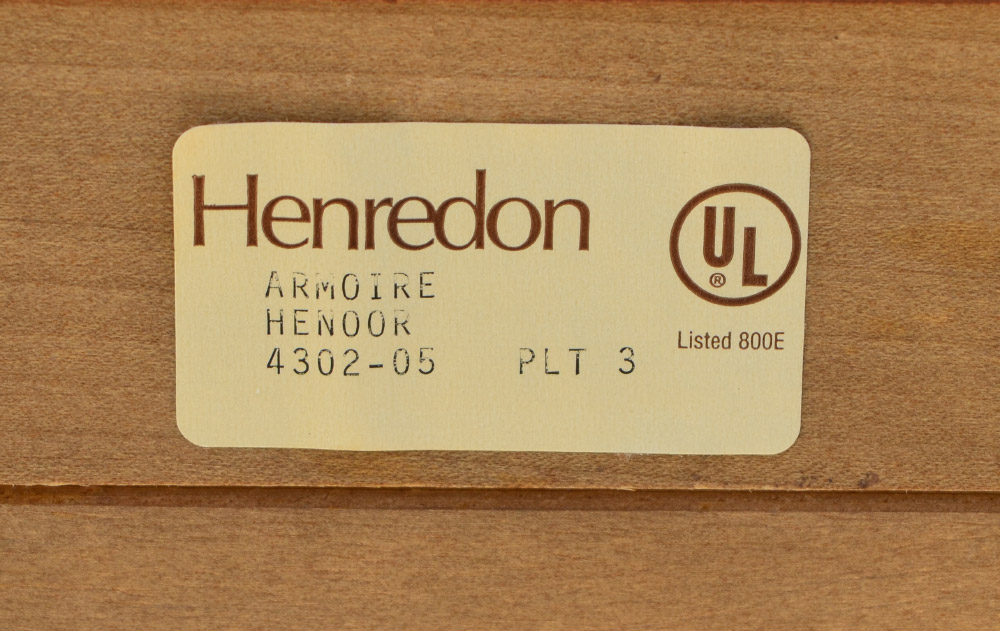 Henredon
ARMOIRE
HENOOR
4302-05 PLT 3
UL
®
Listed 800E